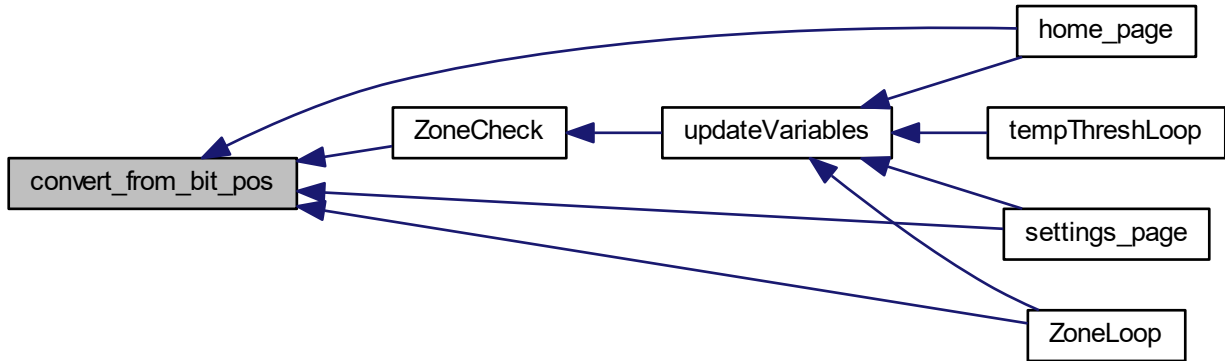 home_page
ZoneCheck
updateVariables
tempThreshLoop
convert_from_bit_pos
settings_page
ZoneLoop